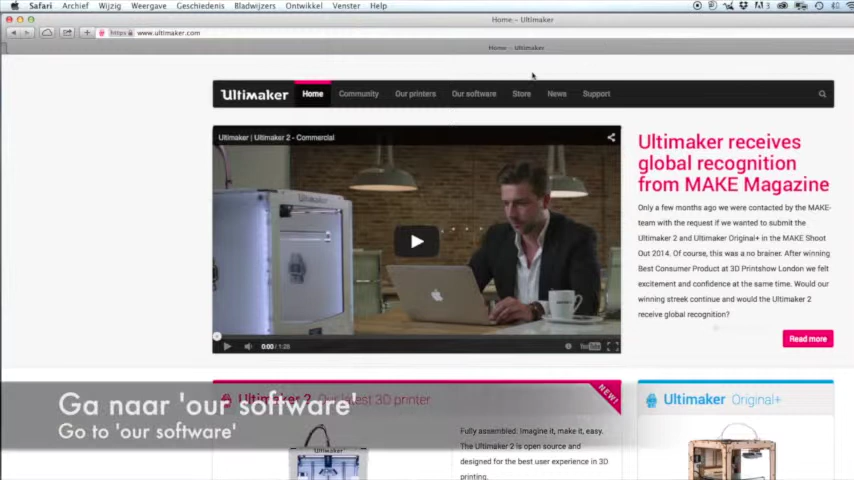 Safari Archief Wijzig Weergave Geschiedenis Bladwijzers Ontwikkel Venster Help
Home – Ultimaker
https www.ultimaker.com
Home – Ultimaker
Ultimaker Home Community Our printers Our software Store News Support
Ultimaker | Ultimaker 2 - Commercial
0:00 / 1:28
YouTube
Ultimaker receives
global recognition
from MAKE Magazine
Only a few months ago we were contacted by the MAKE-
team with the request if we wanted to submit the
Ultimaker 2 and Ultimaker Original+ in the MAKE Shoot
Out 2014. Of course, this was a no brainer. After winning
Best Consumer Product at 3D Printshow London we felt
excitement and confidence at the same time. Would our
winning streek continue and would the Ultimaker 2
receive global recognition?
Read more
Ultimaker 2 Our latest 3D printer
NEW!
Fully assembled. Imagine it, make it, easy.
The Ultimaker 2 is open source and
designed for the best user experience in 3D
printing.
Ultimaker Original+
Ga naar 'our software'
Go to 'our software'